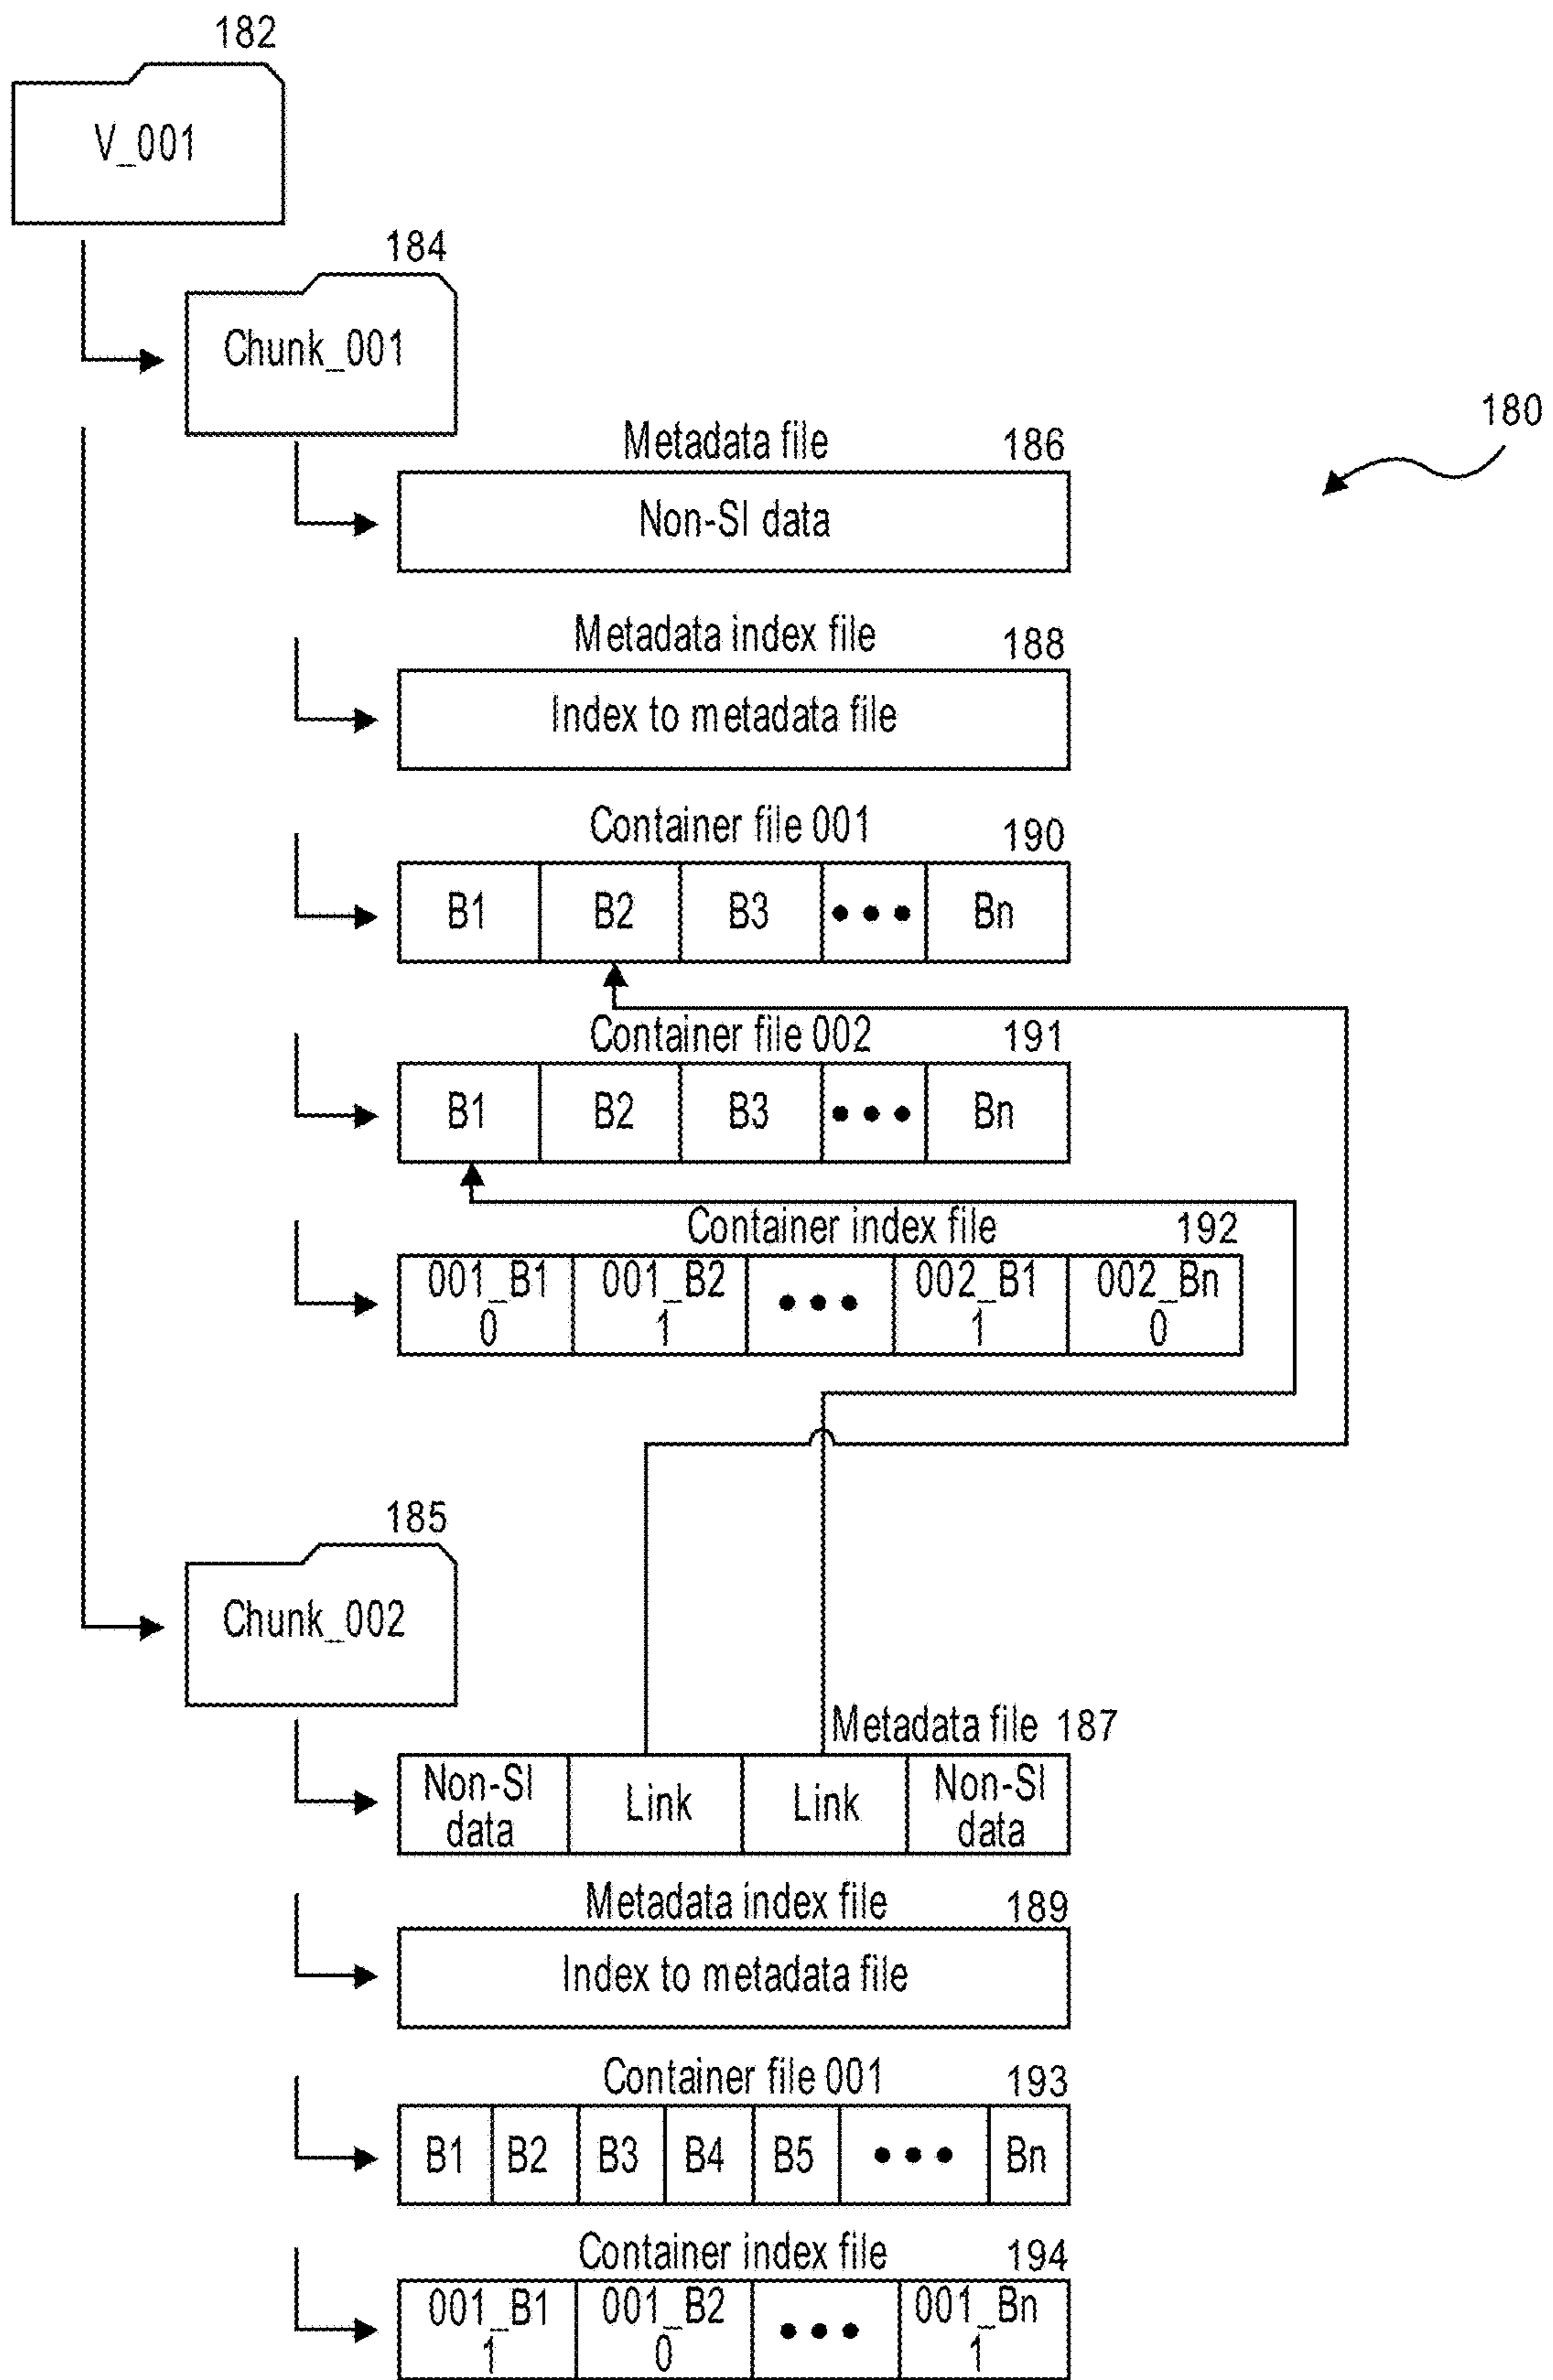 182
V_001
184
Chunk_001
180
Metadata file 186
Non-SI data
Metadata index file 188
Index to metadata file
Container file 001 190
B1 B2 B3 ••• Bn
Container file 002 191
B1 B2 B3 ••• Bn
Container index file 192
001_B1 001_B2 ••• 002_B1 002_Bn
0 1 1 0
185
Chunk_002
Metadata file 187
Non-SI Link Link Non-SI
data data
Metadata index file 189
Index to metadata file
Container file 001 193
B1 B2 B3 B4 B5 ••• Bn
Container index file 194
001_B1 001_B2 ••• 001_Bn
1 0 1